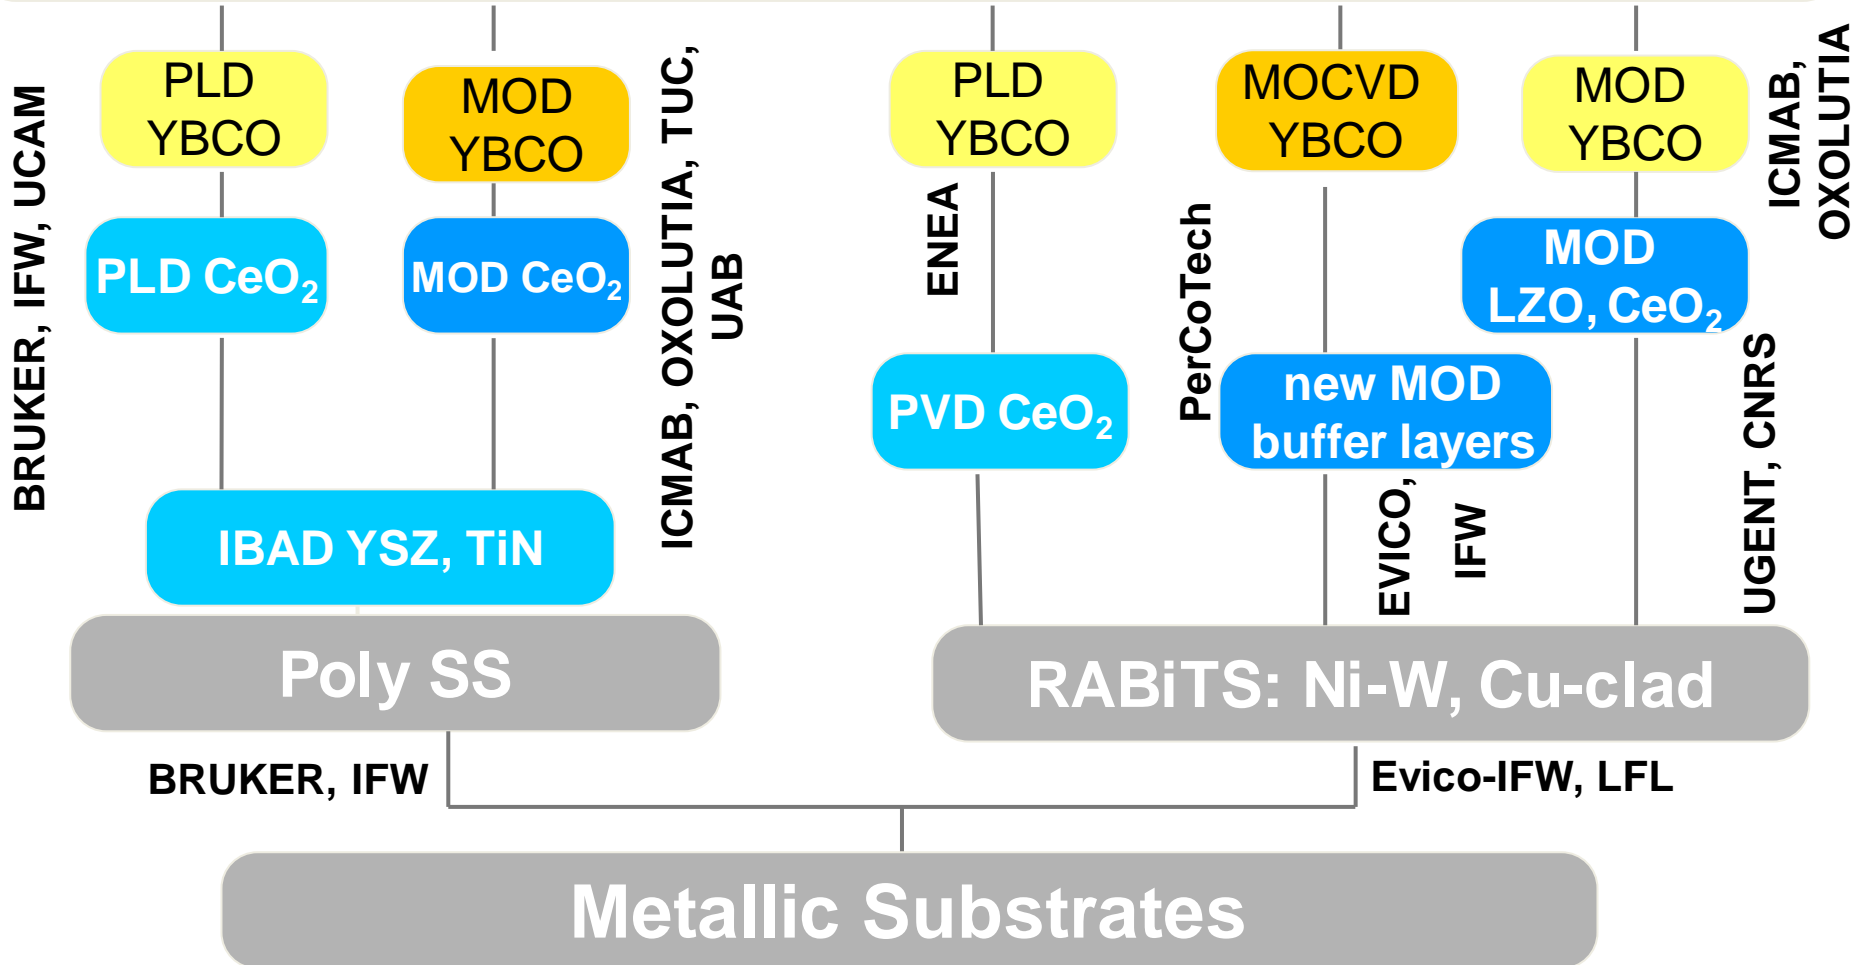 PLD
YBCO
MOD
YBCO
PLD
YBCO
MOCVD
YBCO
MOD
YBCO
ICMAB,
OXOLUTIA
BRUKER, IFW, UCAM
PLD CeO₂
MOD CeO₂
ICMAB, OXOLUTIA, TUC,
UAB
ENEA
PerCoTech
MOD
LZO, CeO₂
PVD CeO₂
new MOD
buffer layers
UGENT, CNRS
IBAD YSZ, TiN
EVICO,
IFW
Poly SS
RABiTS: Ni-W, Cu-clad
BRUKER, IFW
Evico-IFW, LFL
Metallic Substrates